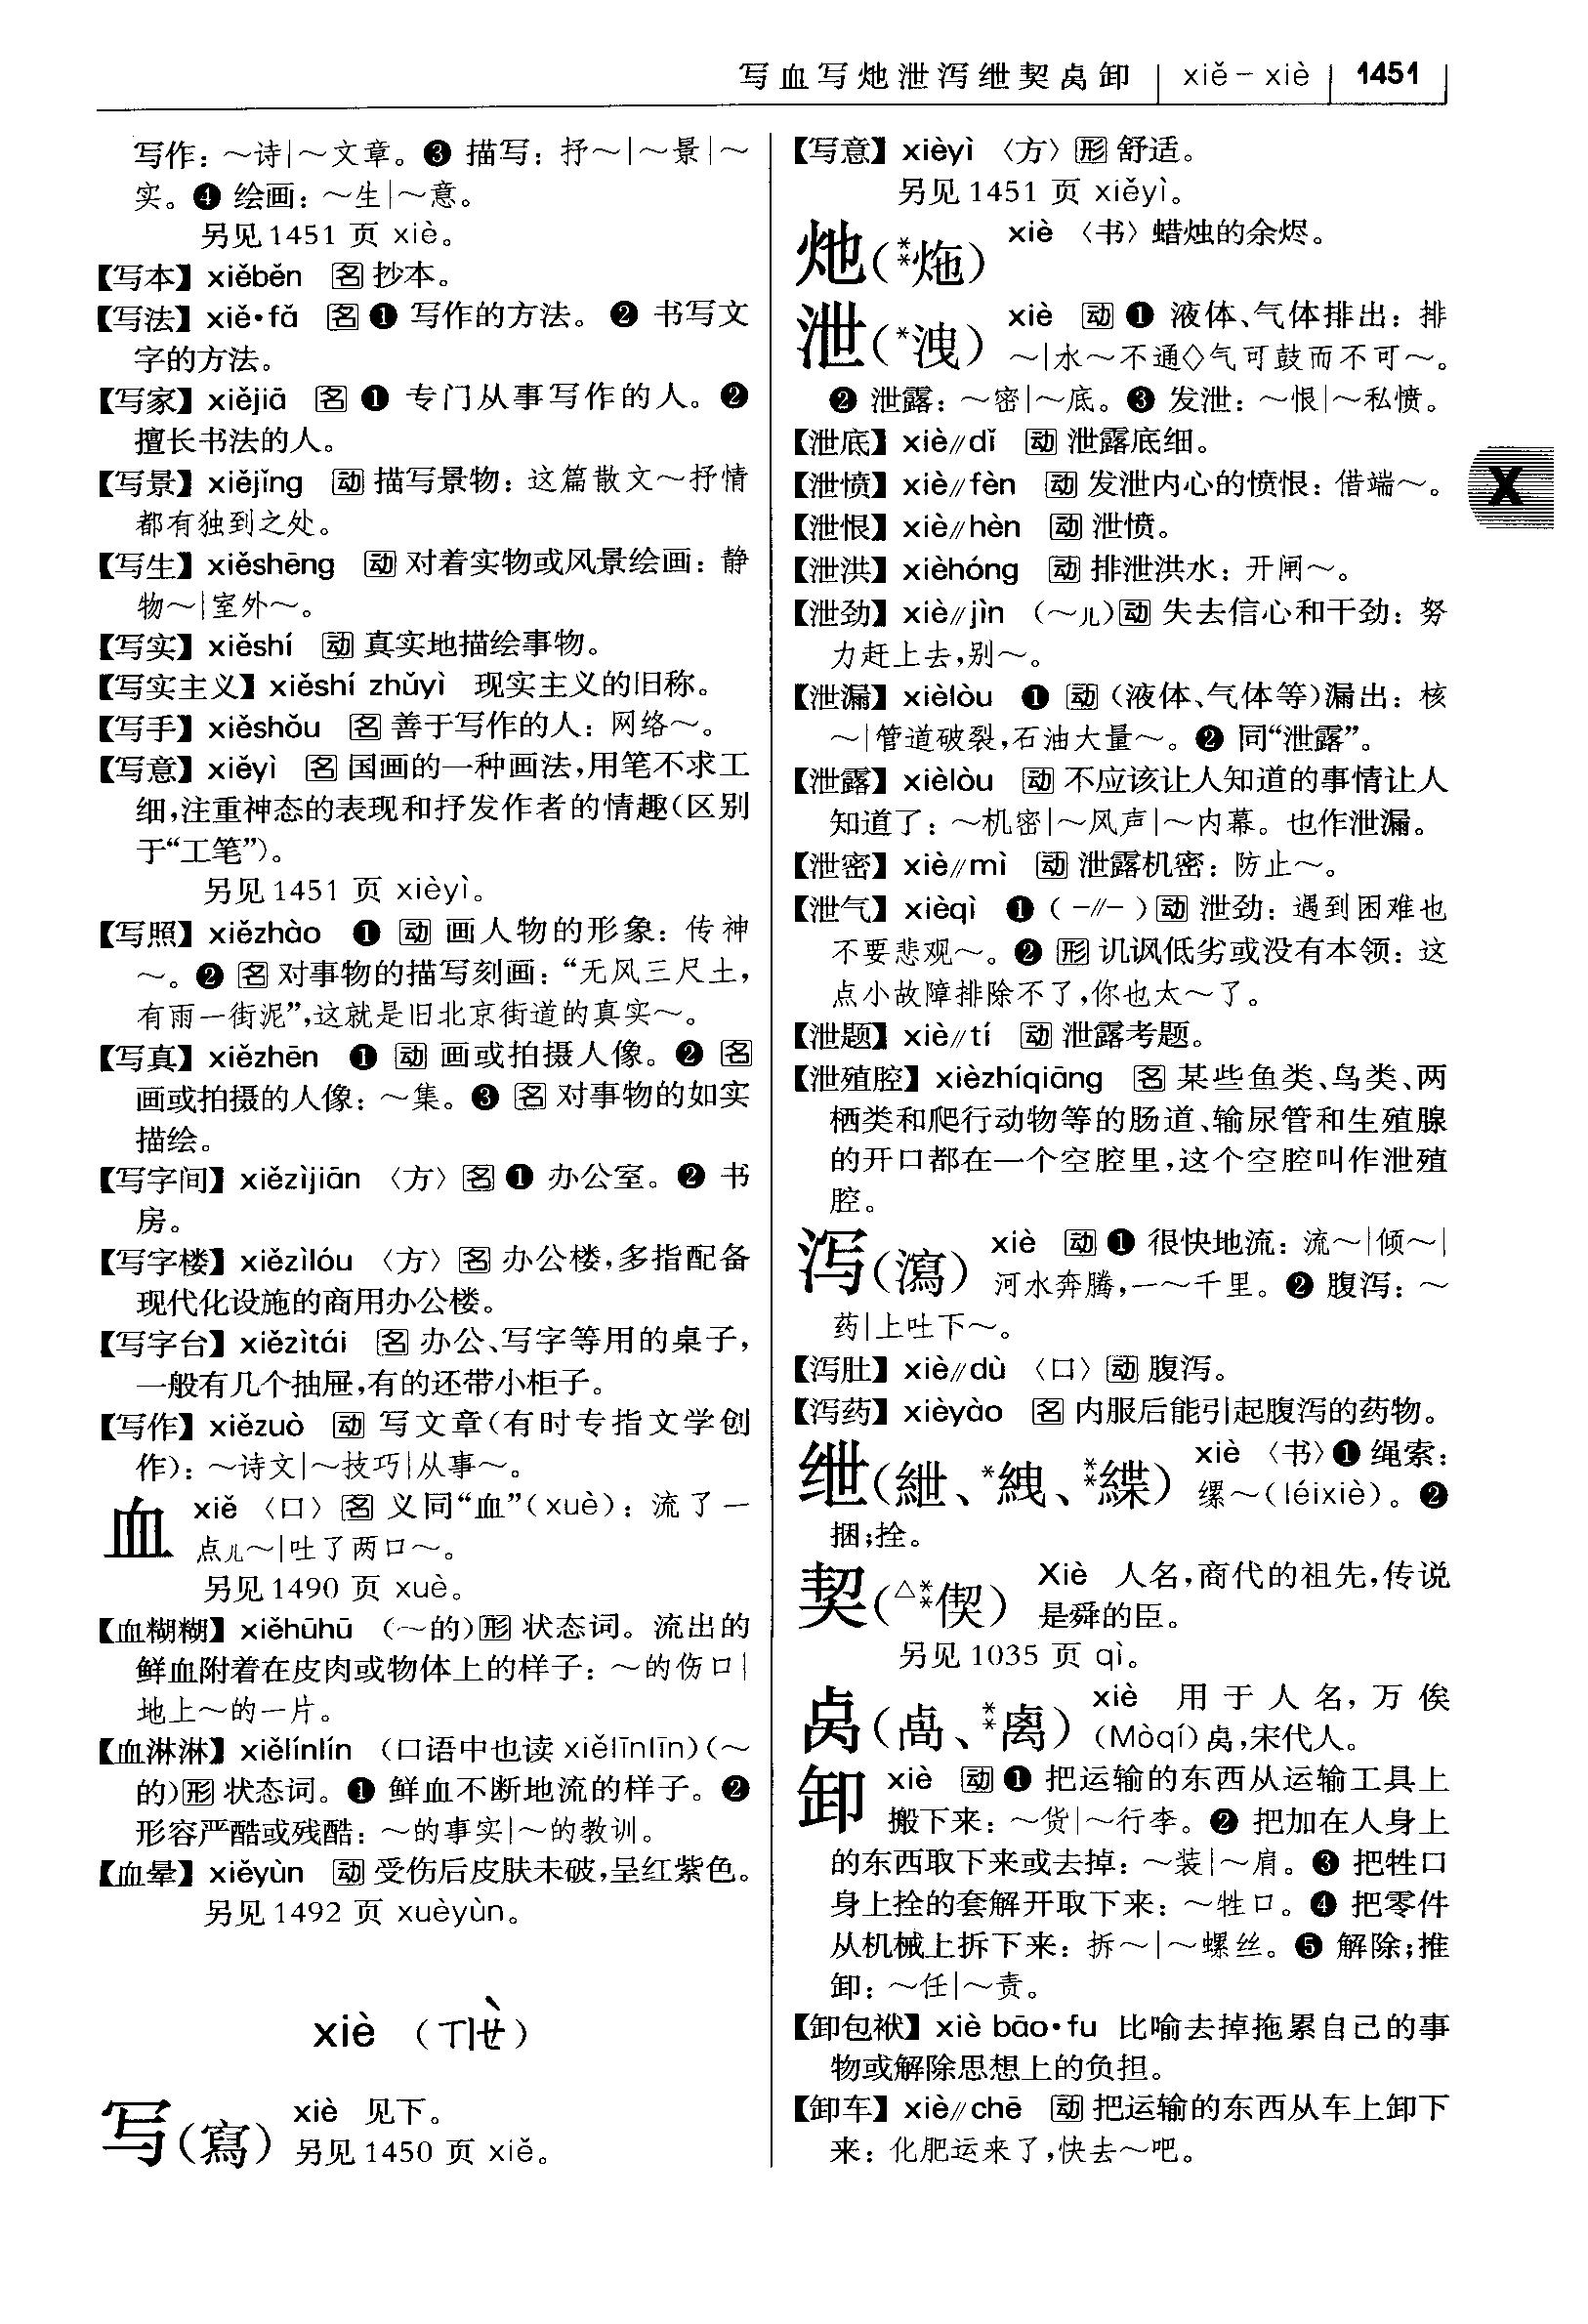 写血写灺泄泻绁契卨卸 xiě－xiè 1451
写作：～诗|～文章。❸ 描写：抒～|～景|～
实。❹ 绘画：～生|～意。
另见1451 页 xiè。
【写本】xiěběn 名 抄本。
【写法】xiě•fǎ 名 ❶ 写作的方法。❷ 书写文
字的方法。
【写家】xiějiā 名 ❶ 专门从事写作的人。❷
擅长书法的人。
【写景】xiějǐng 动 描写景物：这篇散文～抒情
都有独到之处。
【写生】xiěshēng 动 对着实物或风景绘画：静
物～|室外～。
【写实】xiěshí 动 真实地描绘事物。
【写实主义】xiěshí zhǔyì 现实主义的旧称。
【写手】xiěshǒu 名 善于写作的人：网络～。
【写意】xiěyì 名 国画的一种画法，用笔不求工
细，注重神态的表现和抒发作者的情趣（区别
于“工笔”）。
另见1451 页 xièyì。
【写照】xiězhào ❶ 动 画人物的形象：传神
～。❷ 名 对事物的描写刻画：“无风三尺土，
有雨一街泥”，这就是旧北京街道的真实～。
【写真】xiězhēn ❶ 动 画或拍摄人像。❷ 名
画或拍摄的人像：～集。❸ 名 对事物的如实
描绘。
【写字间】xiězìjiān 〈方〉名 ❶ 办公室。❷ 书
房。
【写字楼】xiězìlóu 〈方〉名 办公楼，多指配备
现代化设施的商用办公楼。
【写字台】xiězìtái 名 办公、写字等用的桌子，
一般有几个抽屉，有的还带小柜子。
【写作】xiězuò 动 写文章（有时专指文学创
作）：～诗文|～技巧|从事～。
血 xiě 〈口〉名 义同“血”（xuè）：流了一
点儿～|吐了两口～。
另见1490 页 xuè。
【血糊糊】xiěhūhū （～的）形 状态词。流出的
鲜血附着在皮肉或物体上的样子：～的伤口|
地上～的一片。
【血淋淋】xiělínlín （口语中也读 xiělīnlīn）（～
的）形 状态词。❶ 鲜血不断地流的样子。❷
形容严酷或残酷：～的事实|～的教训。
【血晕】xiěyùn 动 受伤后皮肤未破，呈红紫色。
另见1492 页 xuèyùn。
xiè （ㄒㄧㄝˋ）
写（寫） xiè 见下。
另见1450 页 xiě。
【写意】xièyì 〈方〉形 舒适。
另见1451 页 xiěyì。
灺（**炧） xiè 〈书〉蜡烛的余烬。
泄（*洩） xiè 动 ❶ 液体、气体排出：排
～|水～不通◇气可鼓而不可～。
❷ 泄露：～密|～底。❸ 发泄：～恨|～私愤。
【泄底】xiè//dǐ 动 泄露底细。
【泄愤】xiè//fèn 动 发泄内心的愤恨：借端～。
【泄恨】xiè//hèn 动 泄愤。
【泄洪】xièhóng 动 排泄洪水：开闸～。
【泄劲】xiè//jìn （～儿）动 失去信心和干劲：努
力赶上去，别～。
【泄漏】xièlòu ❶ 动 （液体、气体等）漏出：核
～|管道破裂，石油大量～。❷ 同“泄露”。
【泄露】xièlòu 动 不应该让人知道的事情让人
知道了：～机密|～风声|～内幕。也作泄漏。
【泄密】xiè//mì 动 泄露机密：防止～。
【泄气】xièqì ❶（－//－）动 泄劲：遇到困难也
不要悲观～。❷ 形 讥讽低劣或没有本领：这
点小故障排除不了，你也太～了。
【泄题】xiè//tí 动 泄露考题。
【泄殖腔】xièzhíqiāng 名 某些鱼类、鸟类、两
栖类和爬行动物等的肠道、输尿管和生殖腺
的开口都在一个空腔里，这个空腔叫作泄殖
腔。
泻（瀉） xiè 动 ❶ 很快地流：流～|倾～|
河水奔腾，一～千里。❷ 腹泻：～
药|上吐下～。
【泻肚】xiè//dù 〈口〉动 腹泻。
【泻药】xièyào 名 内服后能引起腹泻的药物。
绁（紲、*絏、**緤） xiè 〈书〉❶ 绳索：
缧～（léixiè）。❷
捆；拴。
契（△**偰） Xiè 人名，商代的祖先，传说
是舜的臣。
另见1035 页 qì。
卨（卨、**离） xiè 用于人名，万俟
（Mòqí）卨，宋代人。
卸 xiè 动 ❶ 把运输的东西从运输工具上
搬下来：～货|～行李。❷ 把加在人身上
的东西取下来或去掉：～装|～肩。❸ 把牲口
身上拴的套解开取下来：～牲口。❹ 把零件
从机械上拆下来：拆～|～螺丝。❺ 解除；推
卸：～任|～责。
【卸包袱】xiè bāo•fu 比喻去掉拖累自己的事
物或解除思想上的负担。
【卸车】xiè//chē 动 把运输的东西从车上卸下
来：化肥运来了，快去～吧。
X